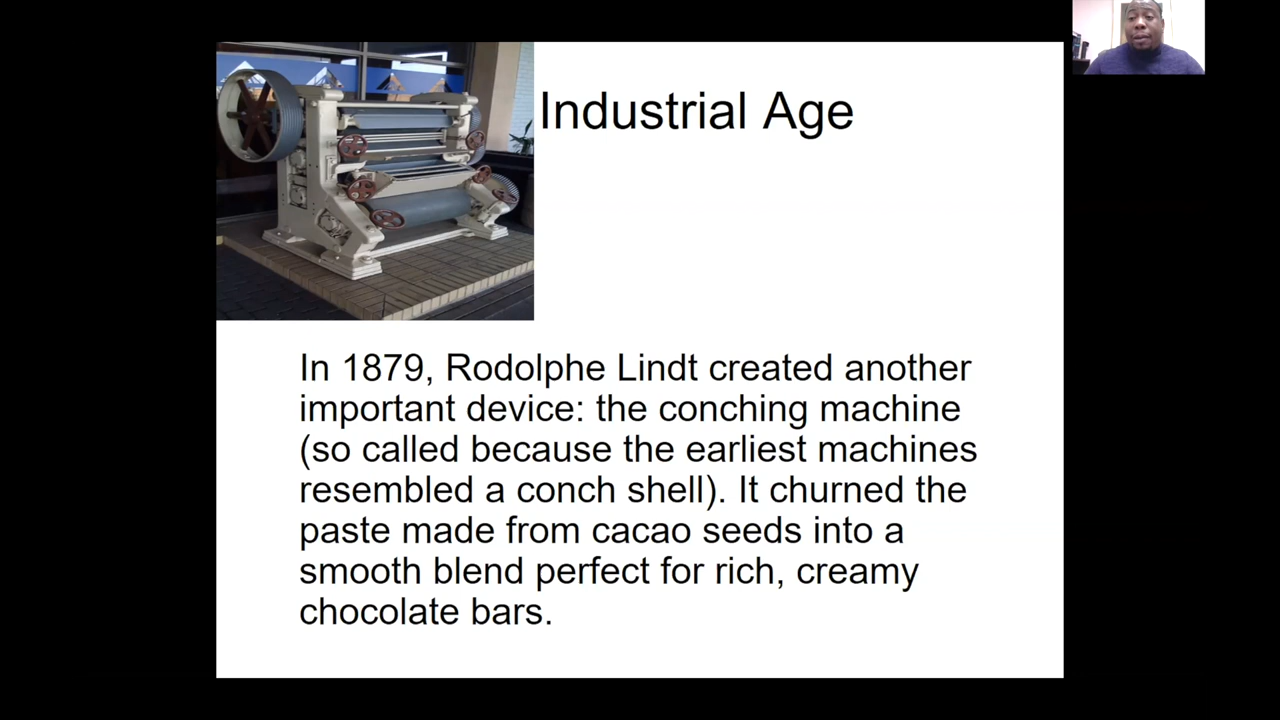 Industrial Age
In 1879, Rodolphe Lindt created another
important device: the conching machine
(so called because the earliest machines
resembled a conch shell). It churned the
paste made from cacao seeds into a
smooth blend perfect for rich, creamy
chocolate bars.